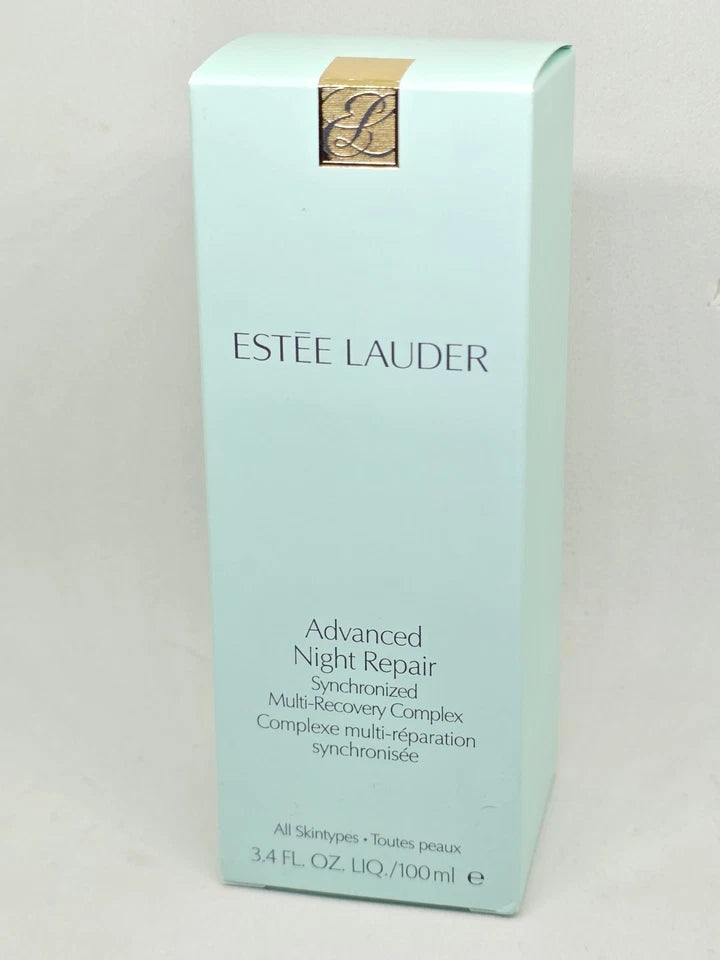 EL
ESTĒE LAUDER
Advanced
Night Repair
Synchronized
Multi-Recovery Complex
Complexe multi-réparation
synchronisée
All Skintypes • Toutes peaux
3.4 FL. OZ. LIQ./100 ml ℮